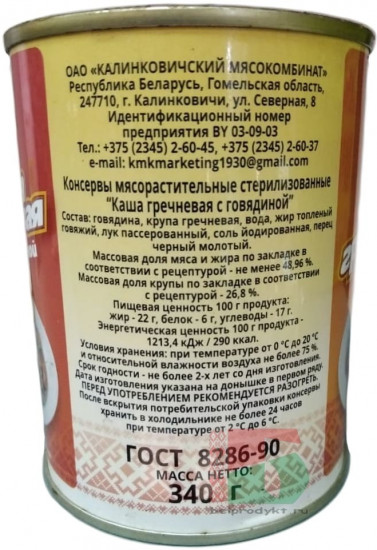 ОАО «КАЛИНКОВИЧСКИЙ МЯСОКОМБИНАТ»
Республика Беларусь, Гомельская область,
247710, г. Калинковичи, ул. Северная, 8
Идентификационный номер
предприятия BY 03-09-03
Тел.: +375 (2345) 2-60-45, +375 (2345) 2-60-37
e-mail: kmkmarketing1930@gmail.com
Консервы мясорастительные стерилизованные
"Каша гречневая с говядиной"
Состав: говядина, крупа гречневая, вода, жир топленый
говяжий, лук пассерованный, соль йодированная, перец
черный молотый.
Массовая доля мяса и жира по закладке в
соответствии с рецептурой - не менее 48,96 %.
Массовая доля крупы по закладке в соответствии
с рецептурой - 26,8 %.
Пищевая ценность 100 г продукта:
жир - 22 г, белок - 6 г, углеводы - 17 г.
Энергетическая ценность 100 г продукта -
1213,4 кДж / 290 ккал.
Условия хранения: при температуре от 0 °С до 20 °С
и относительной влажности воздуха не более 75 %.
Срок годности - не более 2-х лет со дня изготовления.
Дата изготовления указана на донышке в первом ряду.
ПЕРЕД УПОТРЕБЛЕНИЕМ РЕКОМЕНДУЕТСЯ РАЗОГРЕТЬ.
После вскрытия потребительской упаковки консервы
хранить в холодильнике не более 24 часов
при температуре от 2 °С до 6 °С.
ГОСТ 8286-90
МАССА НЕТТО:
340 г
belprodykt.ru